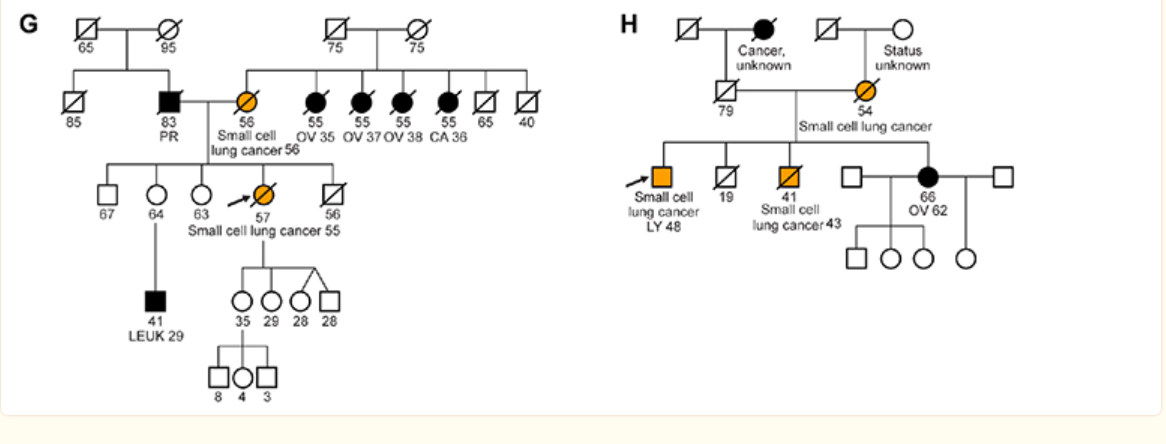 G
65 95 75 75
85 83 56 55 55 55 55 65 40
PR Small cell OV 35 OV 37 OV 38 CA 36
lung cancer 56
67 64 63 57 56
Small cell lung cancer 55
41 35 29 28 28
LEUK 29
8 4 3
H
Cancer, Status
unknown unknown
79 54
Small cell lung cancer
Small cell 19 41 66
lung cancer Small cell OV 62
LY 48 lung cancer 43